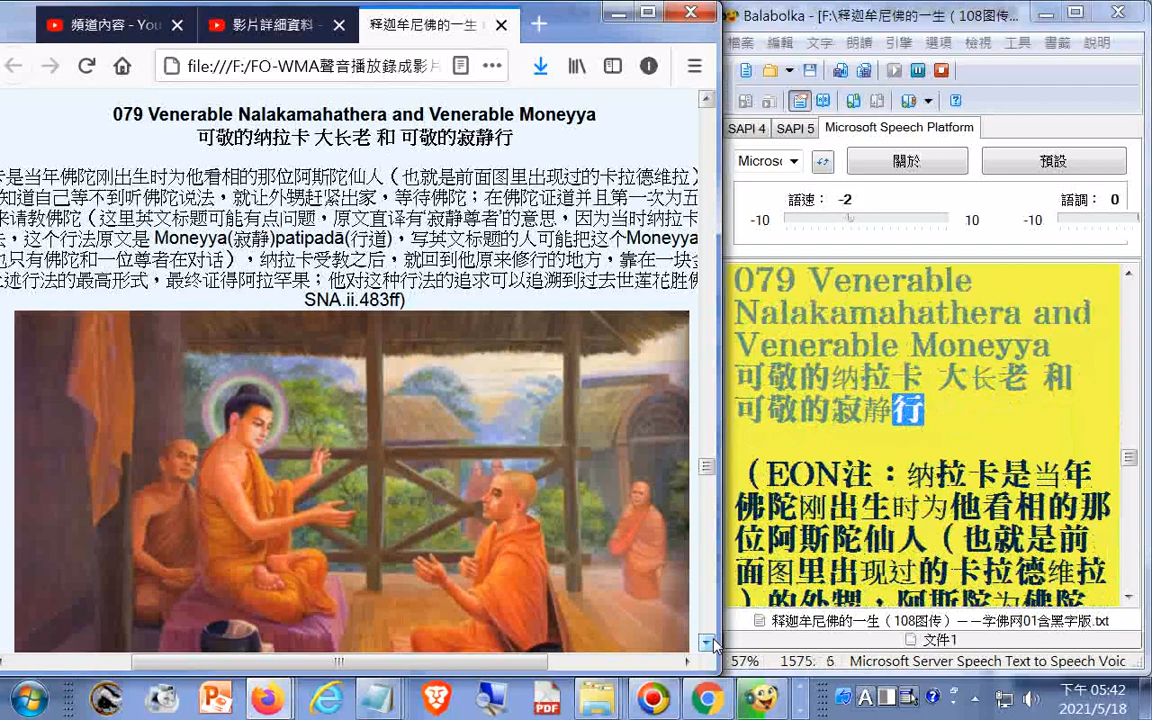 頻道內容 - YouT
影片詳細資料 -
释迦牟尼佛的一生（
file:///F:/FO-WMA聲音播放錄成影片
079 Venerable Nalakamahathera and Venerable Moneyya
可敬的纳拉卡 大长老 和 可敬的寂静行
卡是当年佛陀刚出生时为他看相的那位阿斯陀仙人（也就是前面图里出现过的卡拉德维拉）
知道自己等不到听佛陀说法，就让外甥赶紧出家，等待佛陀；在佛陀证道并且第一次为五
来请教佛陀（这里英文标题可能有点问题，原文直译有‘寂静尊者’的意思，因为当时纳拉卡
法，这个行法原文是 Moneyya(寂静)patipadā(行道)，写英文标题的人可能把这个Moneyya
也只有佛陀和一位尊者在对话），纳拉卡受教之后，就回到他原来修行的地方，靠在一块金
上述行法的最高形式，最终证得阿拉罕果；他对这种行法的追求可以追溯到过去世莲花胜佛
SNA.ii.483ff)
Balabolka - [F:\释迦牟尼佛的一生（108图传）...
檔案 編輯 文字 朗讀 引擎 選項 檢視 工具 書籤 說明
SAPI 4 SAPI 5 Microsoft Speech Platform
Micros 關於 預設
語速： -2 語調： 0
-10 10 -10
079 Venerable
Nalakamahathera and
Venerable Moneyya
可敬的纳拉卡 大长老 和
可敬的寂静行
（EON注：纳拉卡是当年
佛陀刚出生时为他看相的那
位阿斯陀仙人（也就是前
面图里出现过的卡拉德维拉
）的外甥，阿斯陀为佛陀
释迦牟尼佛的一生（108图传）——学佛网01含黑字版.txt
文件1
57% 1575: 6 Microsoft Server Speech Text to Speech Voic
PDF
下午 05:42
2021/5/18